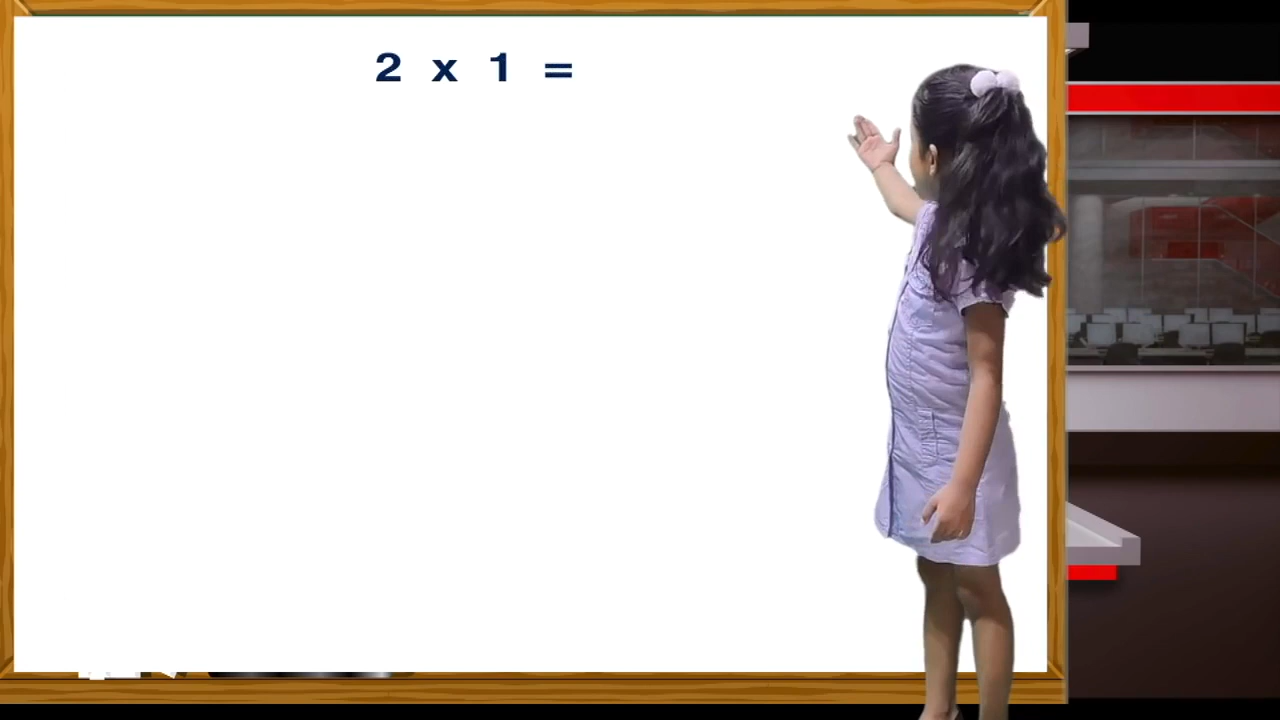 2 x 1 =